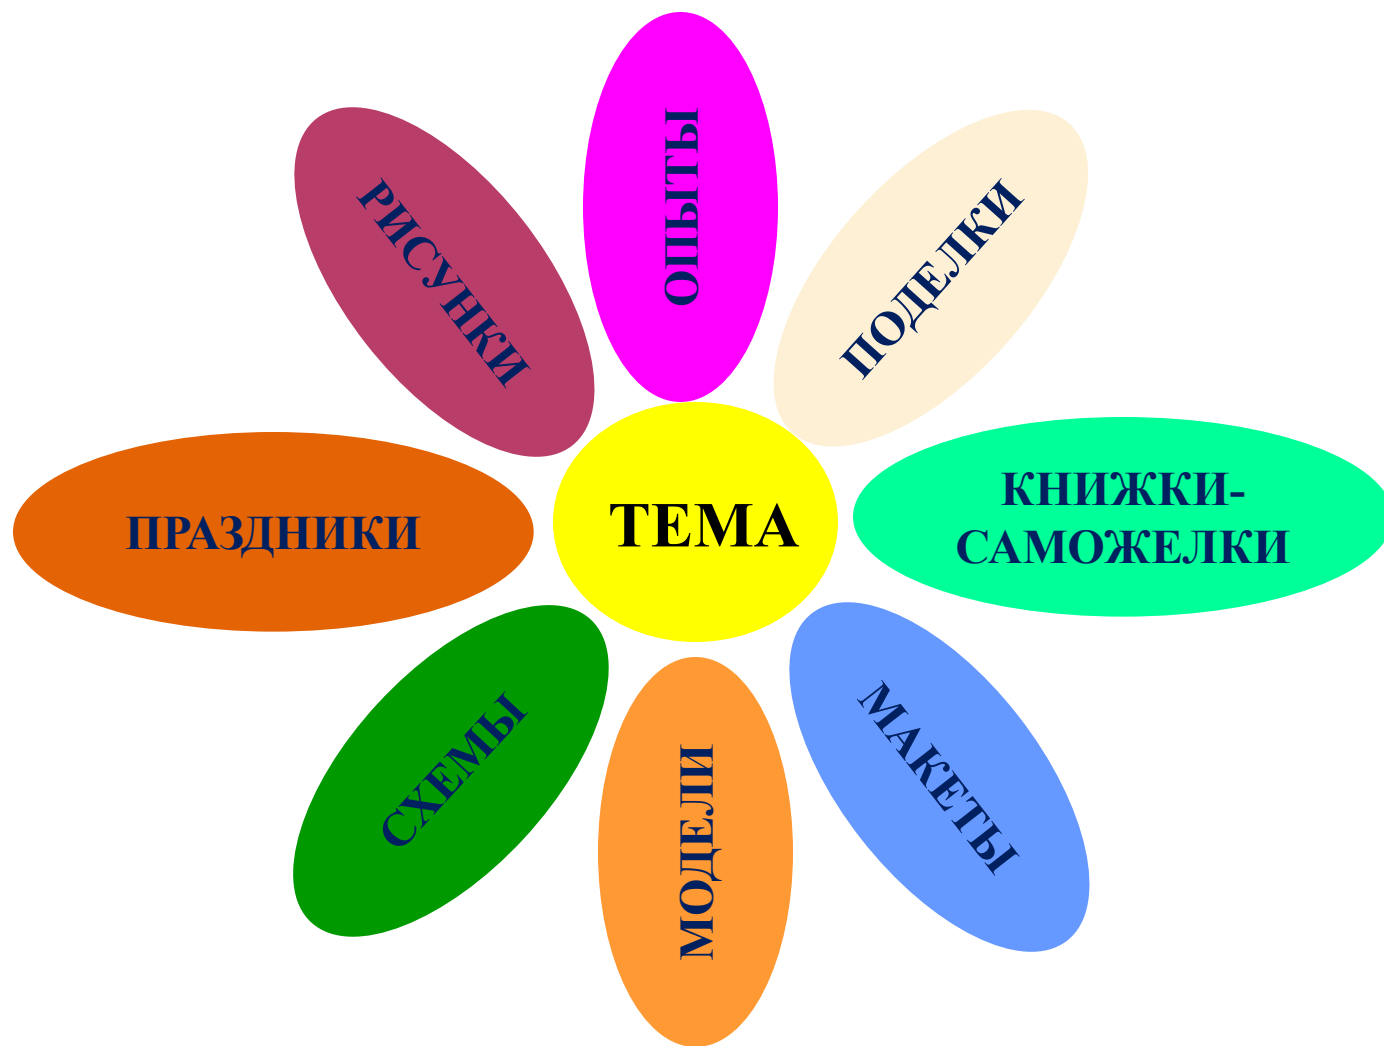 ОПЫТЫ
РИСУНКИ
ПОДЕЛКИ
ПРАЗДНИКИ
ТЕМА
КНИЖКИ-
САМОЖЕЛКИ
СХЕМЫ
МОДЕЛИ
МАКЕТЫ